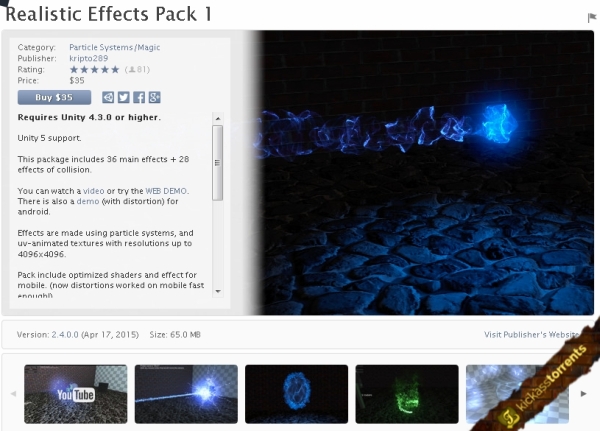 Realistic Effects Pack 1
Category: Particle Systems/Magic
Publisher: kripto289
Rating: ★★★★★ (81)
Price: $35
Buy $35
Requires Unity 4.3.0 or higher.
Unity 5 support.
This package includes 36 main effects + 28
effects of collision.
You can watch a video or try the WEB DEMO.
There is also a demo (with distortion) for
android.
Effects are made using particle systems, and
uv-animated textures with resolutions up to
4096x4096.
Pack include optimized shaders and effect for
mobile. (now distortions worked on mobile fast
enough!)
Version: 2.4.0.0 (Apr 17, 2015) Size: 65.0 MB
Visit Publisher's Website
YouTube
kickasstorrents